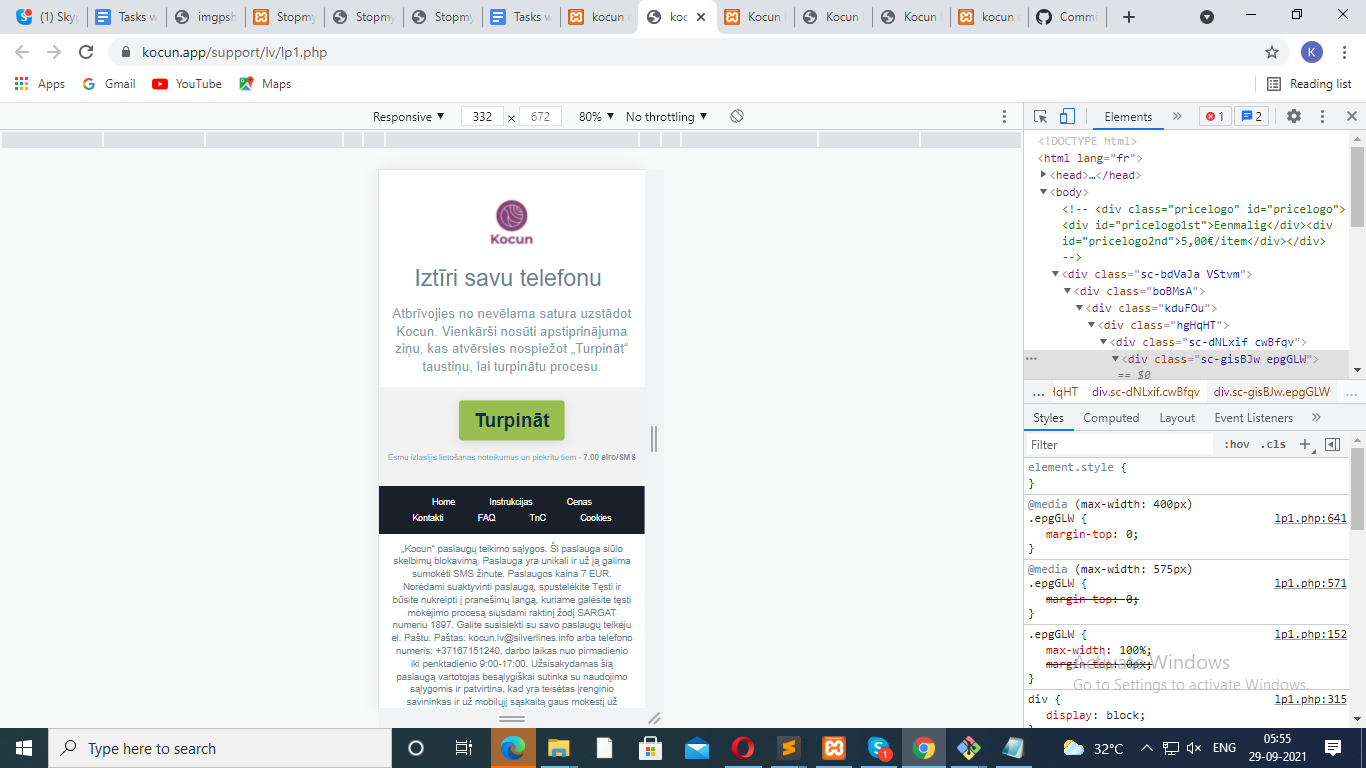 (1) Sky
Tasks w
imgpsh
Stopmy
Stopmy
Stopmy
Tasks w
kocun
koc
Kocun
Kocun
Kocun
kocun
Commi
kocun.app/support/lv/lp1.php
K
Apps
Gmail
YouTube
Maps
Reading list
Responsive
332 x 672
80%
No throttling
Elements
1
2
Kocun
Iztīri savu telefonu
Atbrīvojies no nevēlama satura uzstādot
Kocun. Vienkārši nosūti apstiprinājuma
ziņu, kas atvērsies nospiežot „Turpināt“
taustiņu, lai turpinātu procesu.
Turpināt
Esmu izlasījis lietošanas noteikumus un piekrītu tiem - 7.00 eiro/SMS
Home Instrukcijas Cenas
Kontakti FAQ TnC Cookies
„Kocun“ paslaugų teikimo sąlygos. Ši paslauga siūlo
skelbimų blokavimą. Paslauga yra unikali ir už ją galima
sumokėti SMS žinute. Paslaugos kaina 7 EUR.
Norėdami suaktyvinti paslaugą, spustelėkite Tęsti ir
būsite nukreipti į pranešimų langą, kuriame galėsite tęsti
mokėjimo procesą siųsdami raktinį žodį SARGAT
numeriu 1897. Galite susisiekti su savo paslaugų teikėju
el. Paštu. Paštas: kocun.lv@silverlines.info arba telefono
numeris: +37167151240, darbo laikas nuo pirmadienio
iki penktadienio 9:00-17:00. Užsisakydamas šią
paslaugą vartotojas besąlygiškai sutinka su naudojimo
sąlygomis ir patvirtina, kad yra teisėtas įrenginio
savininkas ir už mobilųjį sąskaitą gaus mokestį už
<!DOCTYPE html>
<html lang="fr">
<head>…</head>
<body>
<!-- <div class="pricelogo" id="pricelogo">
<div id="pricelogo1st">Eenmalig</div><div
id="pricelogo2nd">5,00€/item</div></div>
-->
<div class="sc-bdVaJa VStvm">
<div class="boBMsA">
<div class="kduFOu">
<div class="hgHqHT">
<div class="sc-dNLxif cwBfqv">
<div class="sc-gisBJw epgGLW">
== $0
... HqHT div.sc-dNLxif.cwBfqv div.sc-gisBJw.epgGLW ...
Styles Computed Layout Event Listeners
Filter :hov .cls
element.style {
}
@media (max-width: 400px)
.epgGLW { lp1.php:641
margin-top: 0;
}
@media (max-width: 575px)
.epgGLW { lp1.php:571
margin-top: 0;
}
.epgGLW { lp1.php:152
max-width: 100%;
margin-top: 0px;
}
div { lp1.php:315
display: block;
Activate Windows
Go to Settings to activate Windows.
Type here to search
1
32°C
ENG
05:55
29-09-2021